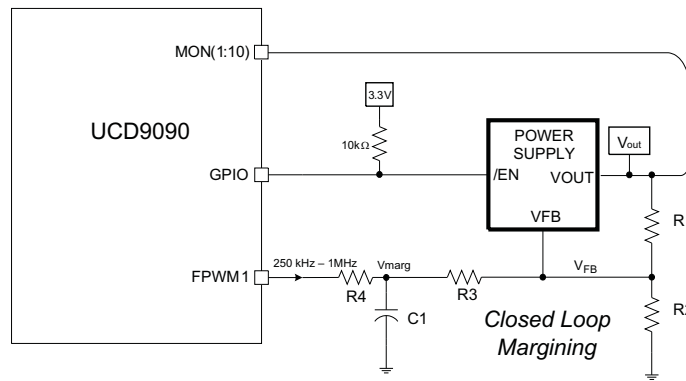 MON(1:10)
UCD9090
3.3V
10kΩ
GPIO
POWER
SUPPLY
/EN
VOUT
VFB
Vout
R
FPWM1
250 kHz – 1MHz
Vmarg
R4
R3
VFB
C1
Closed Loop
Margining